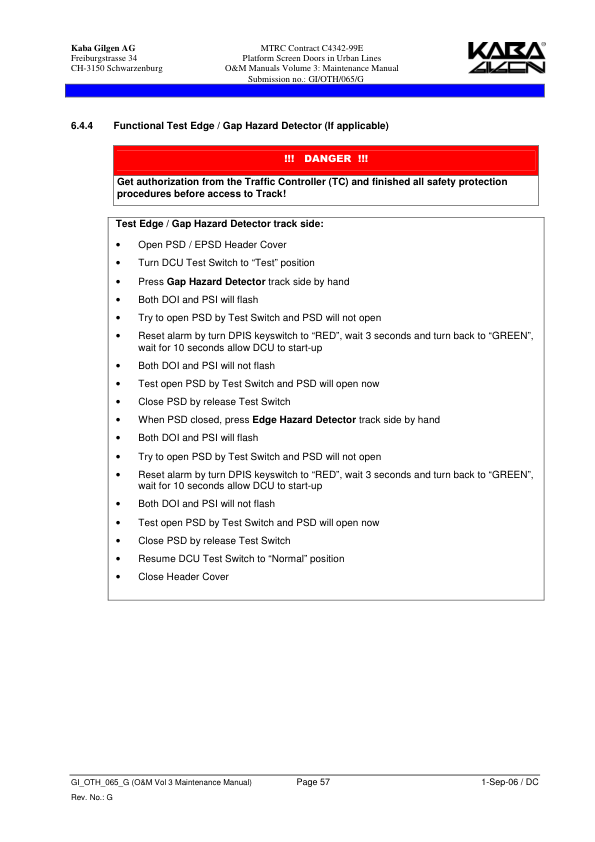 Kaba Gilgen AG
Freiburgstrasse 34
CH-3150 Schwarzenburg
MTRC Contract C4342-99E
Platform Screen Doors in Urban Lines
O&M Manuals Volume 3: Maintenance Manual
Submission no.: GI/OTH/065/G
KABA
GILGEN
6.4.4 Functional Test Edge / Gap Hazard Detector (If applicable)
!!! DANGER !!!
Get authorization from the Traffic Controller (TC) and finished all safety protection
procedures before access to Track!
Test Edge / Gap Hazard Detector track side:
• Open PSD / EPSD Header Cover
• Turn DCU Test Switch to “Test” position
• Press Gap Hazard Detector track side by hand
• Both DOI and PSI will flash
• Try to open PSD by Test Switch and PSD will not open
• Reset alarm by turn DPIS keyswitch to “RED”, wait 3 seconds and turn back to “GREEN”,
wait for 10 seconds allow DCU to start-up
• Both DOI and PSI will not flash
• Test open PSD by Test Switch and PSD will open now
• Close PSD by release Test Switch
• When PSD closed, press Edge Hazard Detector track side by hand
• Both DOI and PSI will flash
• Try to open PSD by Test Switch and PSD will not open
• Reset alarm by turn DPIS keyswitch to “RED”, wait 3 seconds and turn back to “GREEN”,
wait for 10 seconds allow DCU to start-up
• Both DOI and PSI will not flash
• Test open PSD by Test Switch and PSD will open now
• Close PSD by release Test Switch
• Resume DCU Test Switch to “Normal” position
• Close Header Cover
GI_OTH_065_G (O&M Vol 3 Maintenance Manual) Page 57 1-Sep-06 / DC
Rev. No.: G